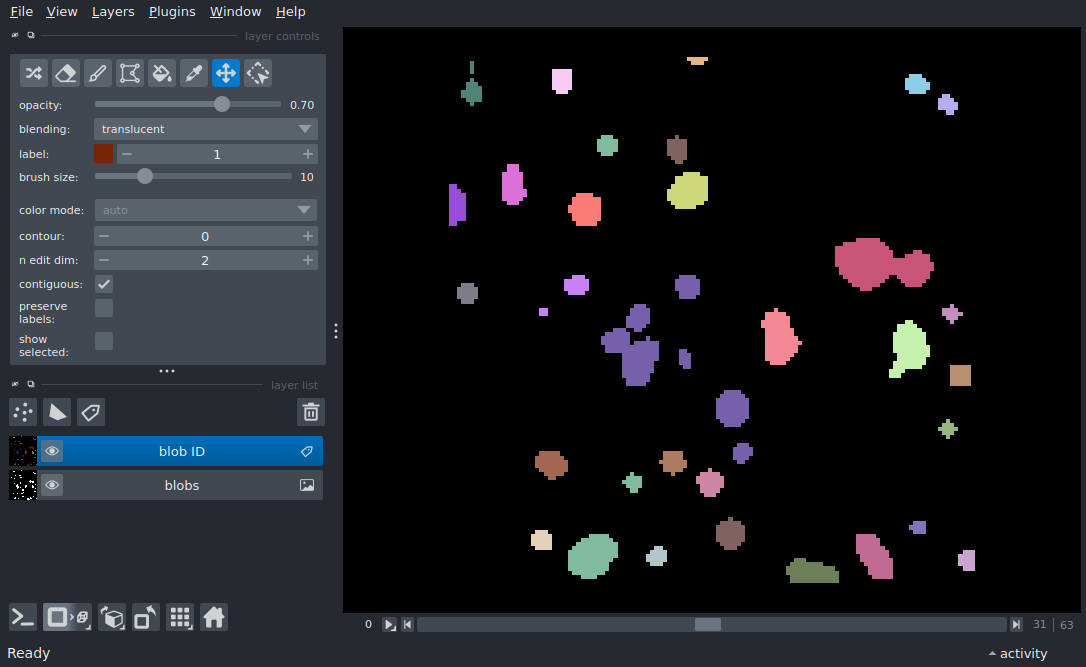 File View Layers Plugins Window Help
layer controls
opacity: 0.70
blending: translucent
label: 1
brush size: 10
color mode: auto
contour: 0
n edit dim: 2
contiguous:
preserve
labels:
show
selected:
layer list
blob ID
blobs
0 31 | 63
Ready activity